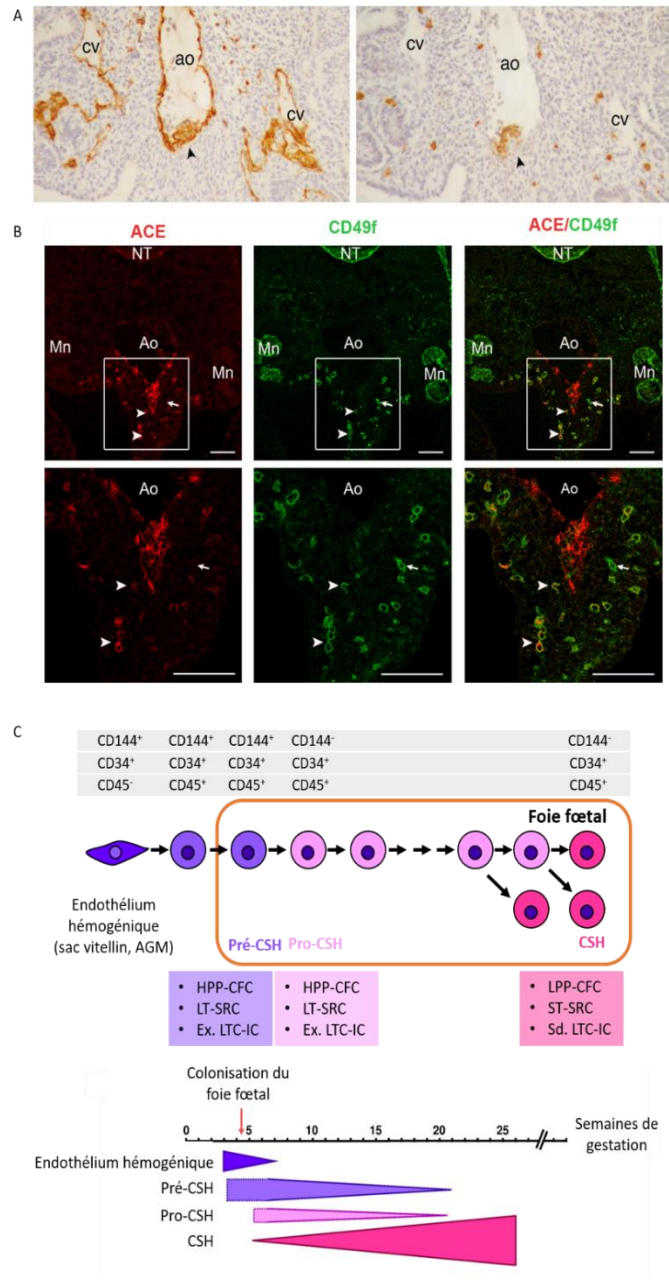 A
cv
ao
cv
cv
ao
cv
B
ACE
CD49f
ACE/CD49f
NT
NT
NT
Mn
Ao
Mn
Mn
Ao
Mn
Mn
Ao
Mn
Ao
Ao
Ao
C
CD144⁺ CD144⁺ CD144⁺ CD144⁻ CD144⁻
CD34⁺ CD34⁺ CD34⁺ CD34⁺ CD34⁺
CD45⁻ CD45⁺ CD45⁺ CD45⁺ CD45⁺
Foie fœtal
Endothélium
hémogénique
(sac vitellin, AGM)
Pré-CSH Pro-CSH CSH
• HPP-CFC
• LT-SRC
• Ex. LTC-IC
• HPP-CFC
• LT-SRC
• Ex. LTC-IC
• LPP-CFC
• ST-SRC
• Sd. LTC-IC
Colonisation du
foie fœtal
0 5 10 15 20 25
Semaines de
gestation
Endothélium hémogénique
Pré-CSH
Pro-CSH
CSH